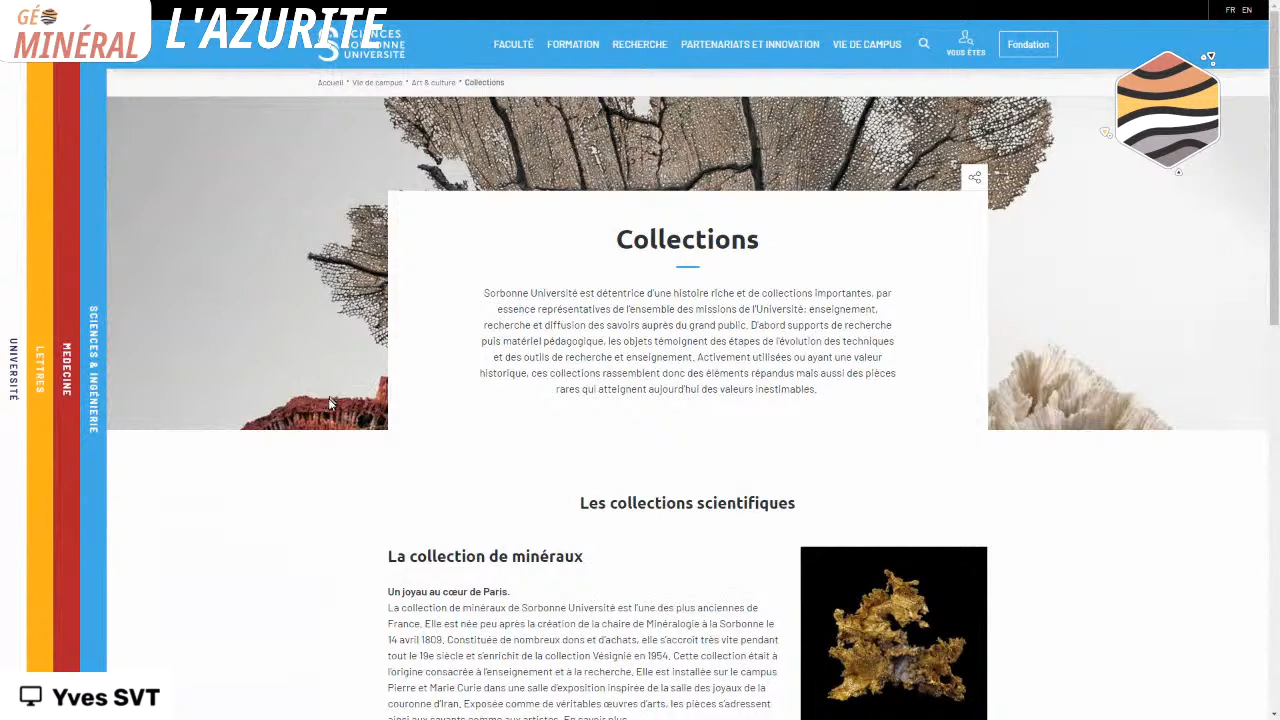 GÉO
MINÉRAL
L'AZURITE
FR EN
SCIENCES
SORBONNE
UNIVERSITÉ
FACULTÉ FORMATION RECHERCHE PARTENARIATS ET INNOVATION VIE DE CAMPUS
VOUS ÊTES
Fondation
Accueil • Vie de campus • Art & culture • Collections
Collections
Sorbonne Université est détentrice d'une histoire riche et de collections importantes, par
essence représentatives de l'ensemble des missions de l'Université: enseignement,
recherche et diffusion des savoirs auprès du grand public. D'abord supports de recherche
puis matériel pédagogique, les objets témoignent des étapes de l'évolution des techniques
et des outils de recherche et enseignement. Activement utilisées ou ayant une valeur
historique, ces collections rassemblent donc des éléments répandus mais aussi des pièces
rares qui atteignent aujourd'hui des valeurs inestimables.
UNIVERSITÉ
LETTRES
MEDECINE
SCIENCES & INGÉNIERIE
Les collections scientifiques
La collection de minéraux
Un joyau au cœur de Paris.
La collection de minéraux de Sorbonne Université est l'une des plus anciennes de
France. Elle est née peu après la création de la chaire de Minéralogie à la Sorbonne le
14 avril 1809. Constituée de nombreux dons et d'achats, elle s'accroît très vite pendant
tout le 19e siècle et s'enrichit de la collection Vésignié en 1954. Cette collection était à
l'origine consacrée à l'enseignement et à la recherche. Elle est installée sur le campus
Pierre et Marie Curie dans une salle d'exposition inspirée de la salle des joyaux de la
couronne d'Iran. Exposée comme de véritables œuvres d'arts, les pièces s'adressent
ainsi aux savants comme aux artistes. En savoir plus
Yves SVT